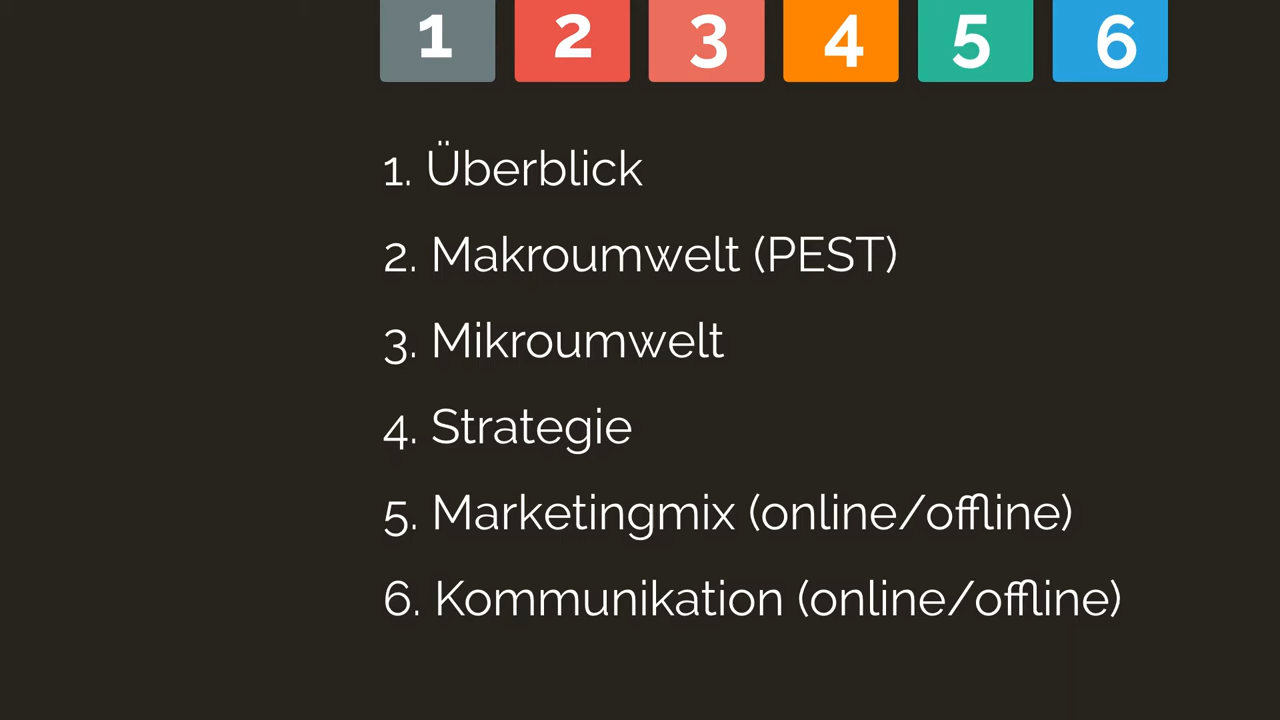 1 2 3 4 5 6
1. Überblick
2. Makroumwelt (PEST)
3. Mikroumwelt
4. Strategie
5. Marketingmix (online/offline)
6. Kommunikation (online/offline)